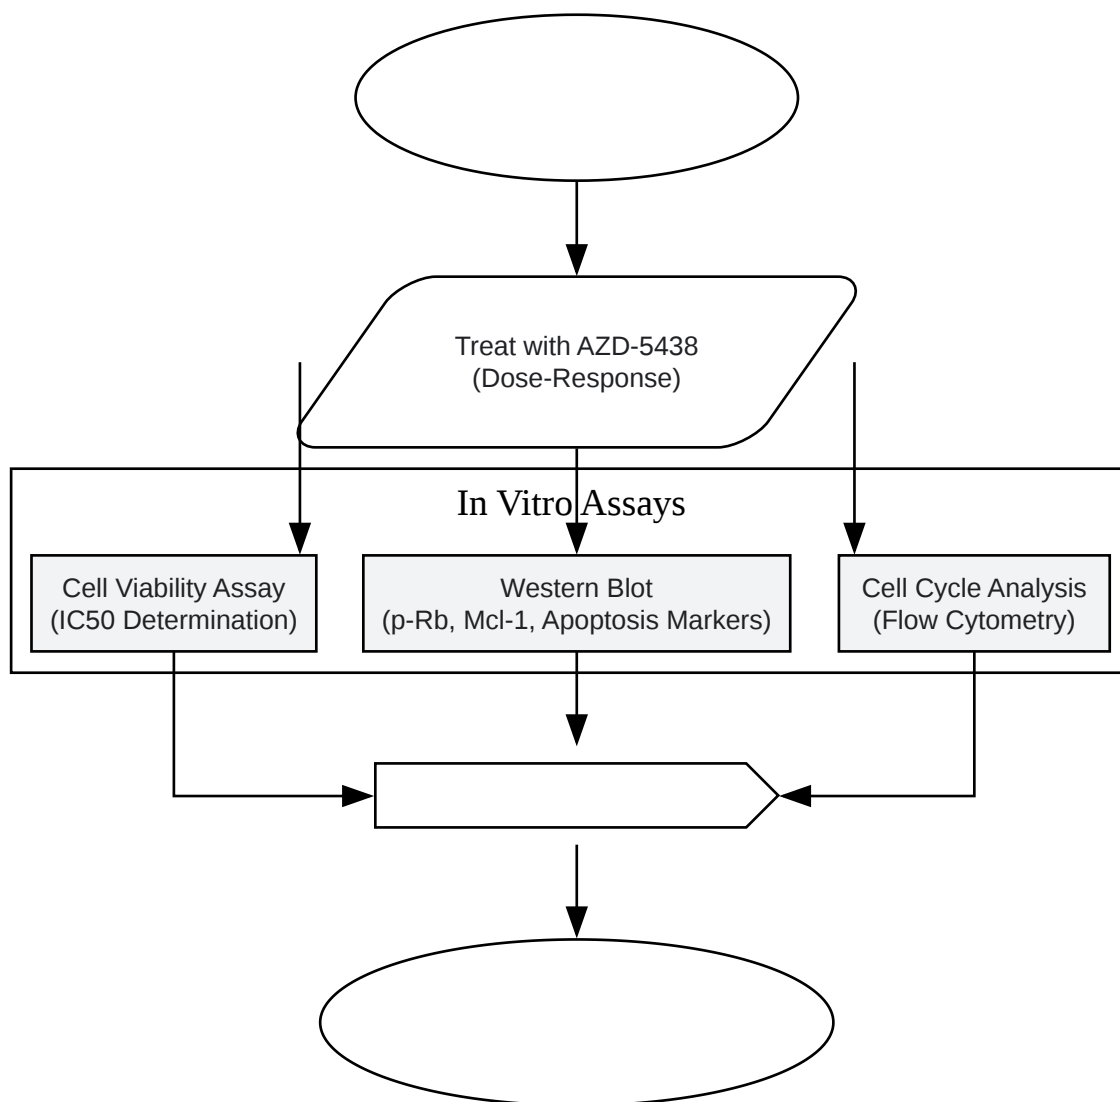 Treat with AZD-5438
(Dose-Response)
In Vitro Assays
Cell Viability Assay
(IC50 Determination)
Western Blot
(p-Rb, Mcl-1, Apoptosis Markers)
Cell Cycle Analysis
(Flow Cytometry)